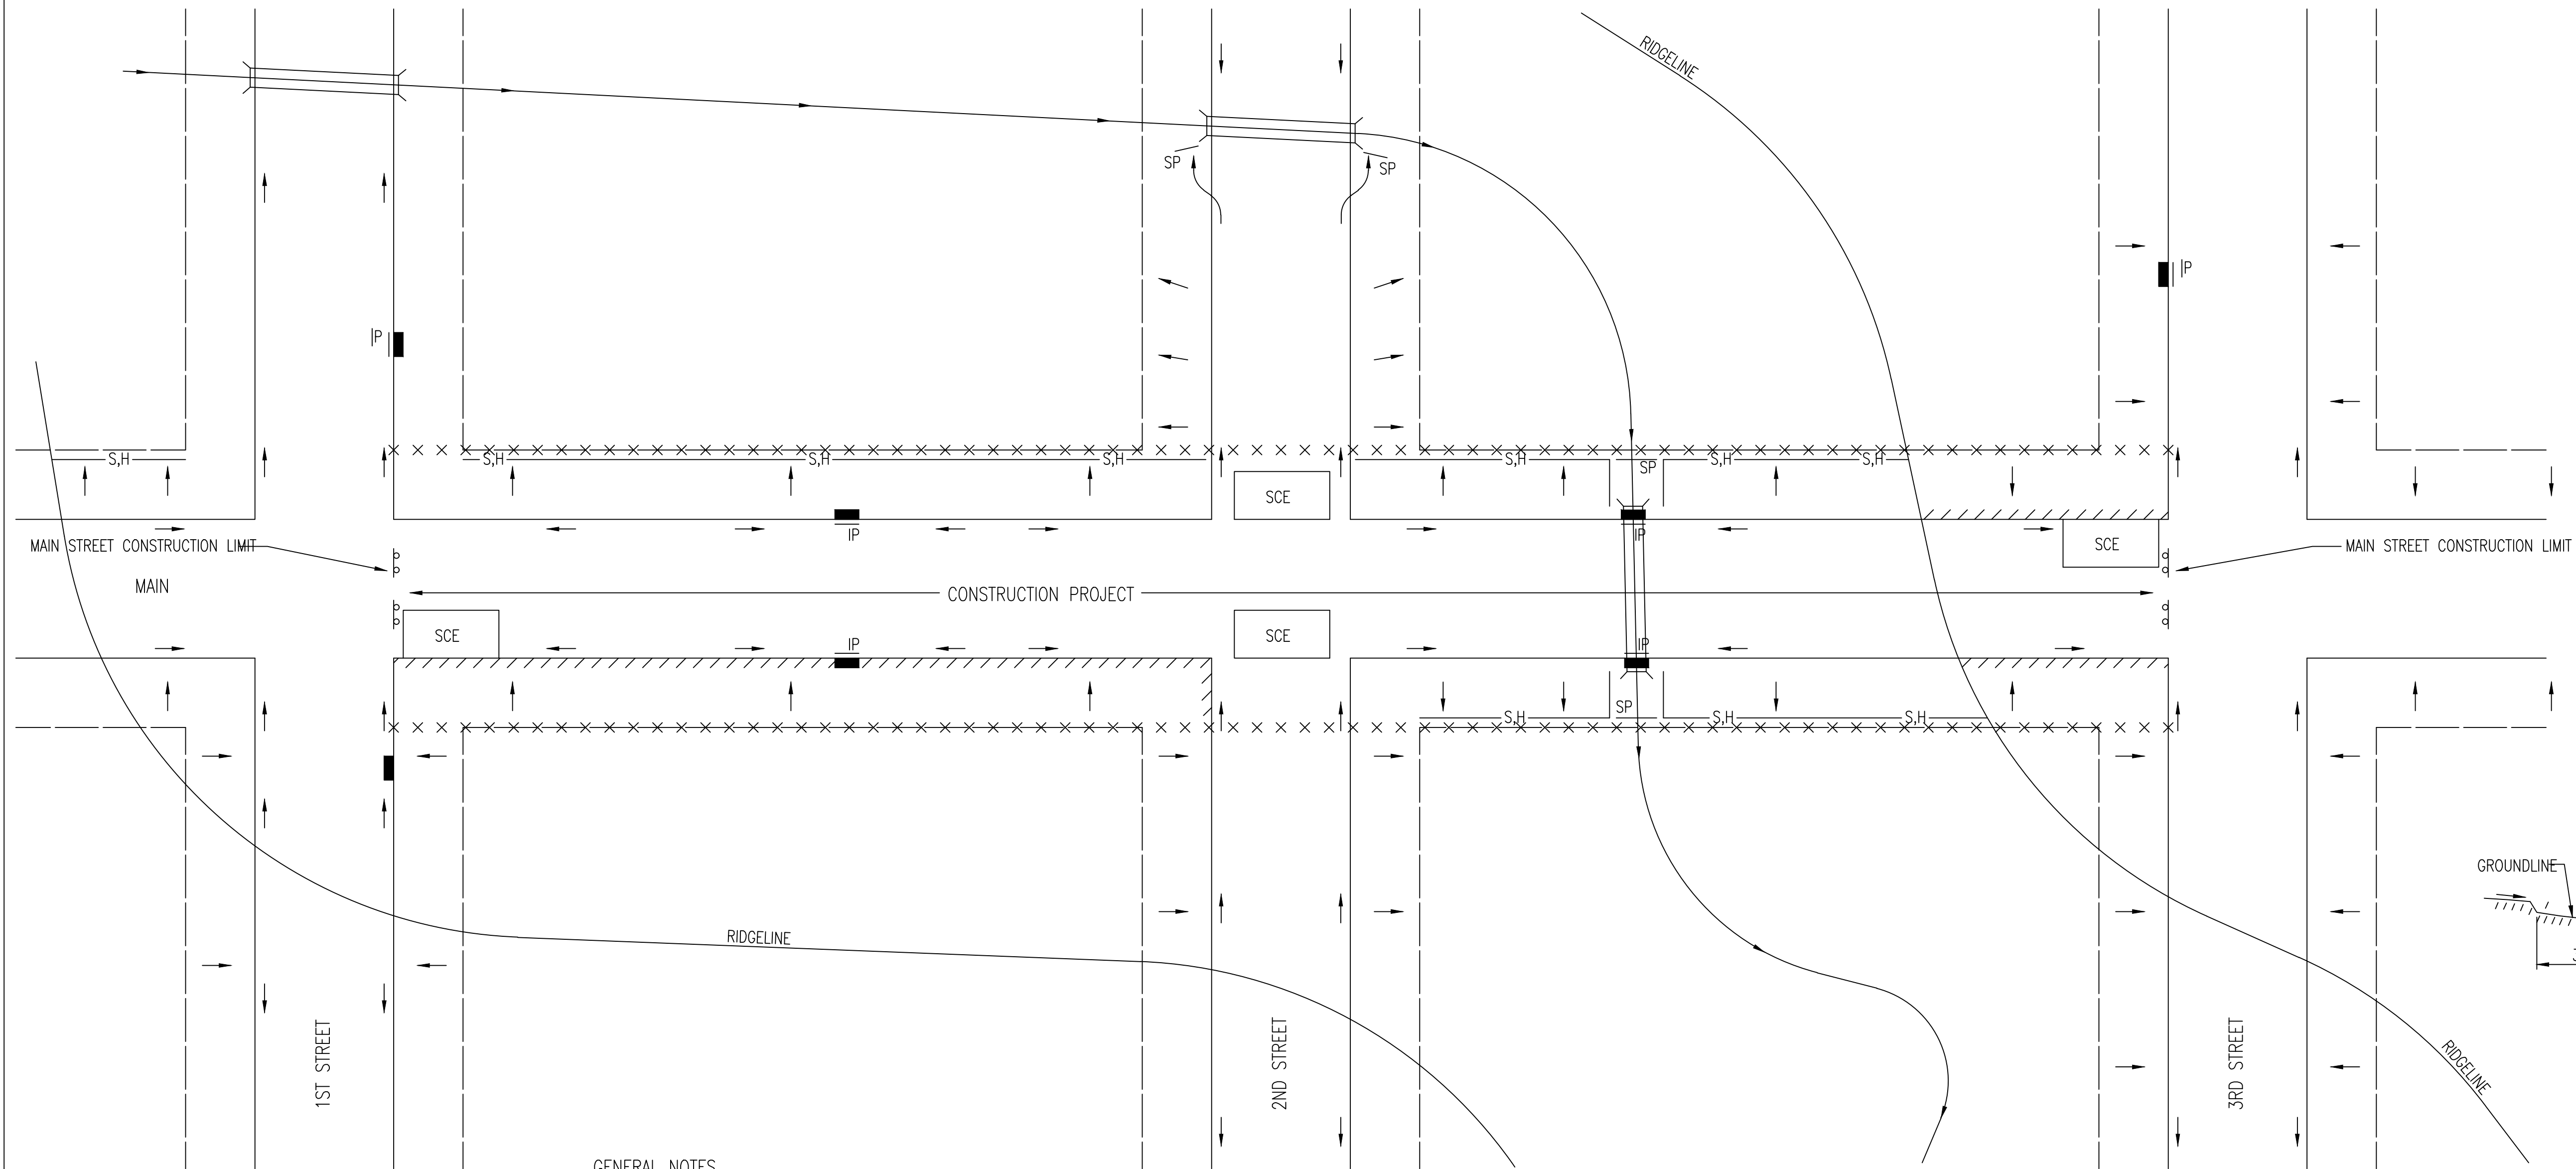 RIDGELINE
SP
SP
IP
IP
S,H
S,H
S,H
S,H
S,H
SP
S,H
S,H
SCE
IP
IP
SCE
MAIN STREET CONSTRUCTION LIMIT
MAIN STREET CONSTRUCTION LIMIT
MAIN
CONSTRUCTION PROJECT
SCE
SCE
IP
IP
SP
S,H
S,H
S,H
GROUNDLINE
RIDGELINE
1ST STREET
2ND STREET
3RD STREET
RIDGELINE
GENERAL NOTES